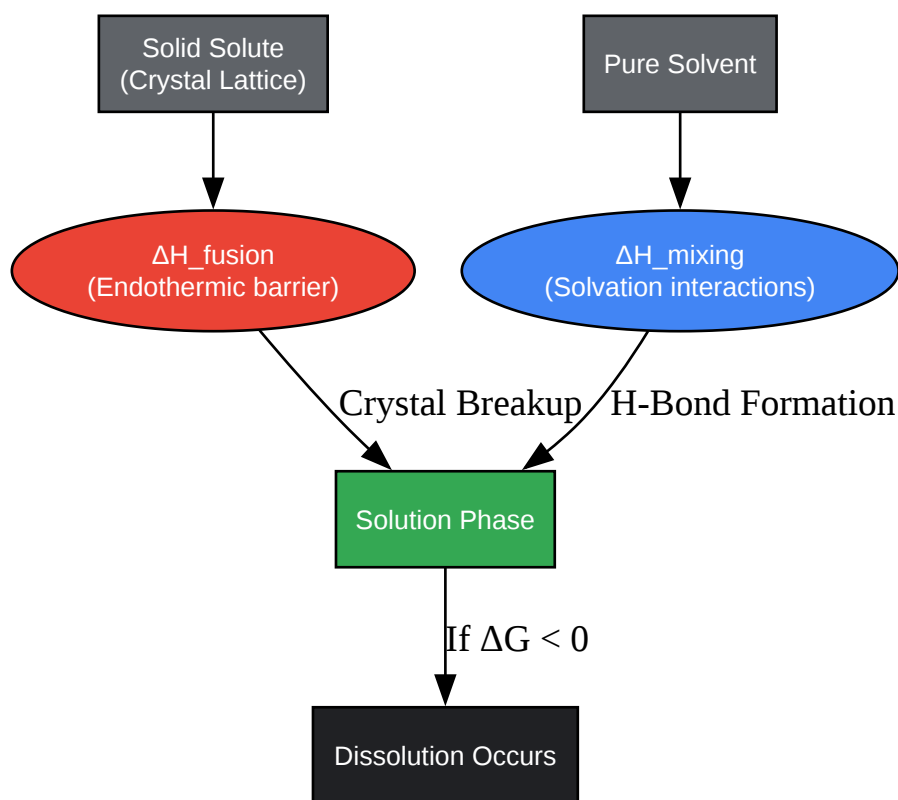 Solid Solute
(Crystal Lattice)
Pure Solvent
ΔH_fusion
(Endothermic barrier)
ΔH_mixing
(Solvation interactions)
Crystal Breakup
H-Bond Formation
Solution Phase
If ΔG < 0
Dissolution Occurs